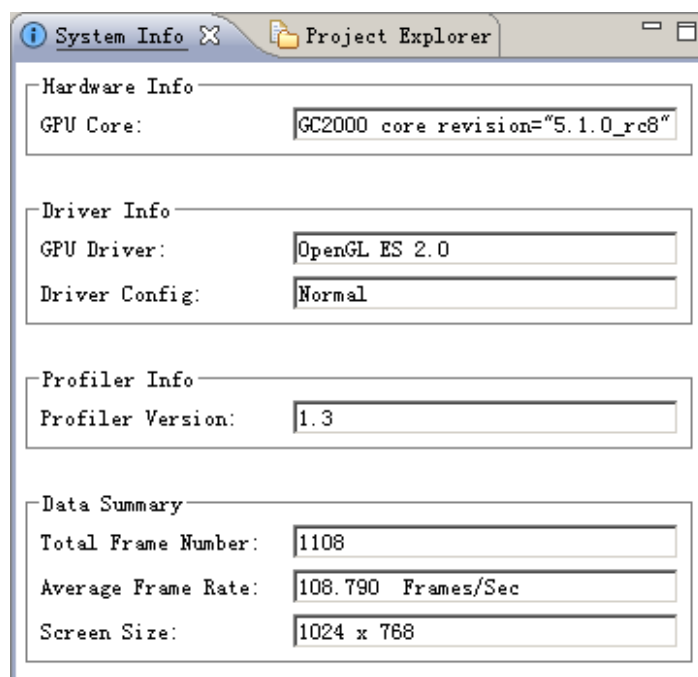 System Info Project Explorer
Hardware Info
GPU Core: GC2000 core revision="5.1.0_rc8"
Driver Info
GPU Driver: OpenGL ES 2.0
Driver Config: Normal
Profiler Info
Profiler Version: 1.3
Data Summary
Total Frame Number: 1108
Average Frame Rate: 108.790 Frames/Sec
Screen Size: 1024 x 768